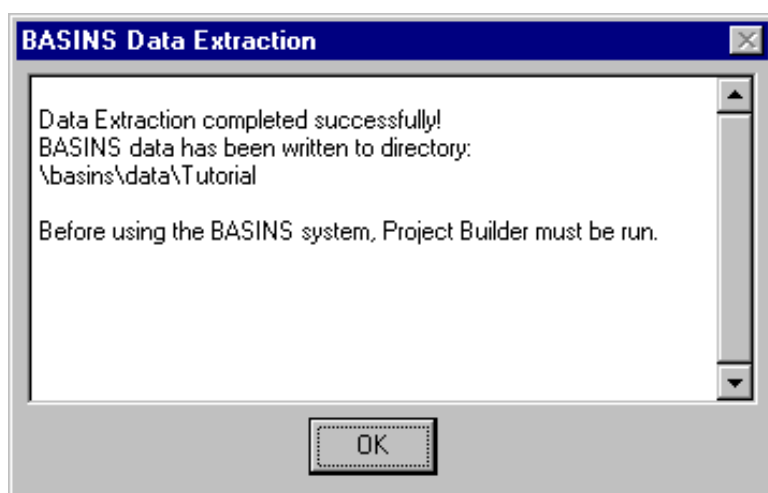 BASINS Data Extraction
Data Extraction completed successfully!
BASINS data has been written to directory:
\basins\data\Tutorial
Before using the BASINS system, Project Builder must be run.
OK